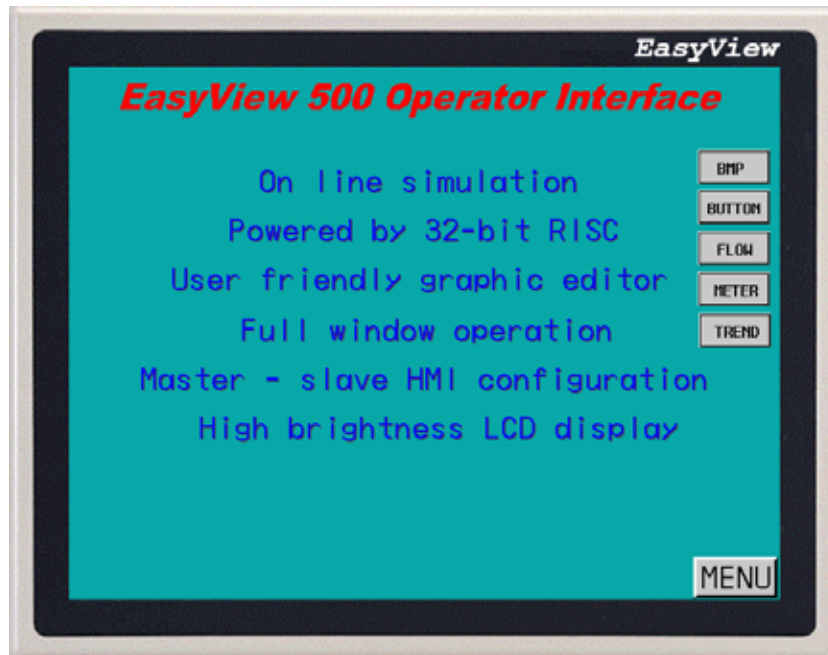 EasyView
EasyView 500 Operator Interface
On line simulation
Powered by 32-bit RISC
User friendly graphic editor
Full window operation
Master - slave HMI configuration
High brightness LCD display
BMP
BUTTON
FLOW
METER
TREND
MENU